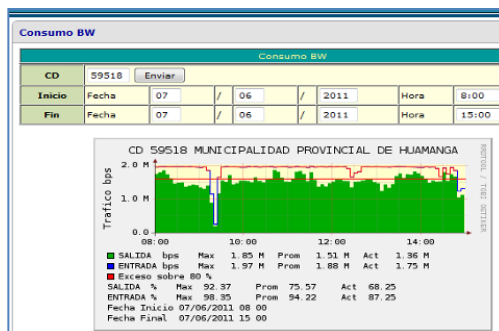 Consumo BW
Consumo BW
CD 59518 Enviar
Inicio Fecha 07 / 06 / 2011 Hora 8:00
Fin Fecha 07 / 06 / 2011 Hora 15:00
CD 59518 MUNICIPALIDAD PROVINCIAL DE HUAMANGA
RRDTOOL / TOBI OETIKER
Trafico bps
2.0 M
1.0 M
0.0
08:00 10:00 12:00 14:00
SALIDA bps Max 1.85 M Prom 1.51 M Act 1.36 M
ENTRADA bps Max 1.97 M Prom 1.88 M Act 1.75 M
Exceso sobre 80 %
SALIDA % Max 92.37 Prom 75.57 Act 68.25
ENTRADA % Max 98.35 Prom 94.22 Act 87.25
Fecha Inicio 07/06/2011 08 00
Fecha Final 07/06/2011 15 00